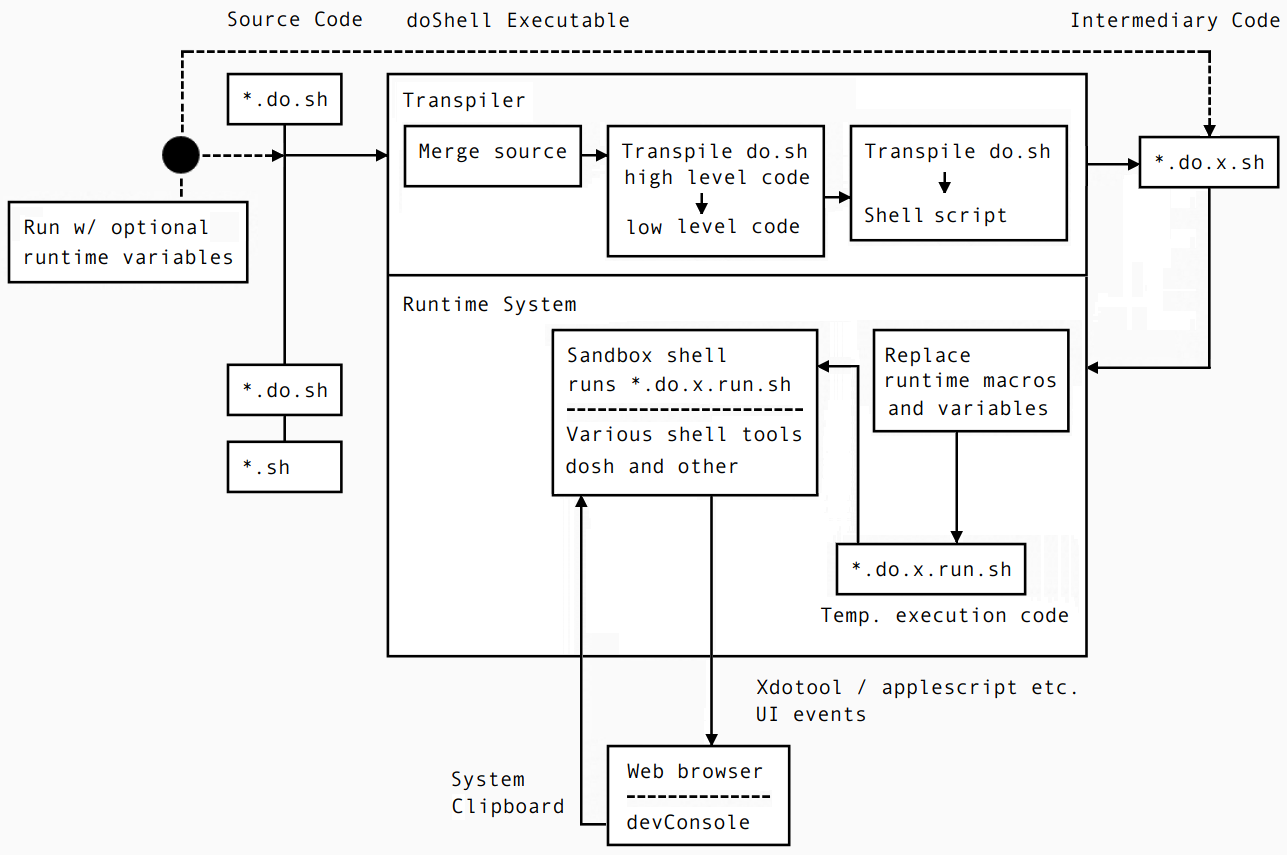 Source Code
doShell Executable
Intermediary Code
*.do.sh
Transpiler
Merge source
Transpile do.sh
high level code
low level code
Transpile do.sh
Shell script
*.do.x.sh
Run w/ optional
runtime variables
Runtime System
Sandbox shell
runs *.do.x.run.sh
Various shell tools
dosh and other
Replace
runtime macros
and variables
*.do.sh
*.sh
*.do.x.run.sh
Temp. execution code
Xdotool / applescript etc.
UI events
System
Clipboard
Web browser
devConsole